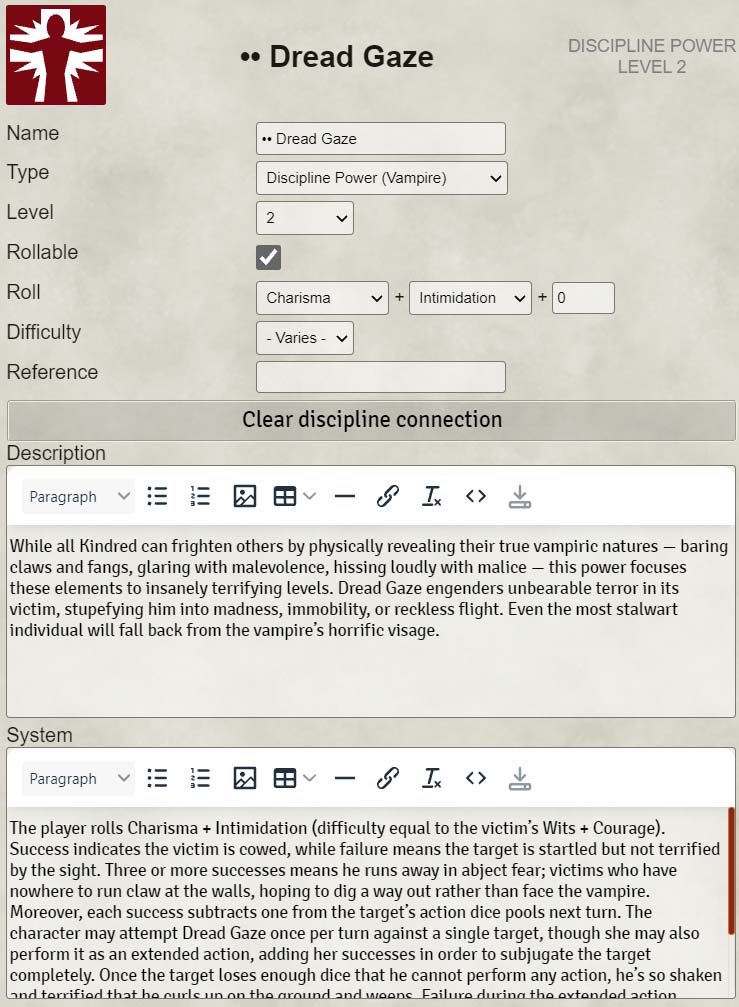 •• Dread Gaze
DISCIPLINE POWER
LEVEL 2
Name
•• Dread Gaze
Type
Discipline Power (Vampire)
Level
2
Rollable
Roll
Charisma + Intimidation + 0
Difficulty
- Varies -
Reference
Clear discipline connection
Description
Paragraph
While all Kindred can frighten others by physically revealing their true vampiric natures — baring
claws and fangs, glaring with malevolence, hissing loudly with malice — this power focuses
these elements to insanely terrifying levels. Dread Gaze engenders unbearable terror in its
victim, stupefying him into madness, immobility, or reckless flight. Even the most stalwart
individual will fall back from the vampire’s horrific visage.
System
Paragraph
The player rolls Charisma + Intimidation (difficulty equal to the victim’s Wits + Courage).
Success indicates the victim is cowed, while failure means the target is startled but not terrified
by the sight. Three or more successes means he runs away in abject fear; victims who have
nowhere to run claw at the walls, hoping to dig a way out rather than face the vampire.
Moreover, each success subtracts one from the target’s action dice pools next turn. The
character may attempt Dread Gaze once per turn against a single target, though she may also
perform it as an extended action, adding her successes in order to subjugate the target
completely. Once the target loses enough dice that he cannot perform any action, he’s so shaken
and terrified that he curls up on the ground and weeps. Failure during the extended action